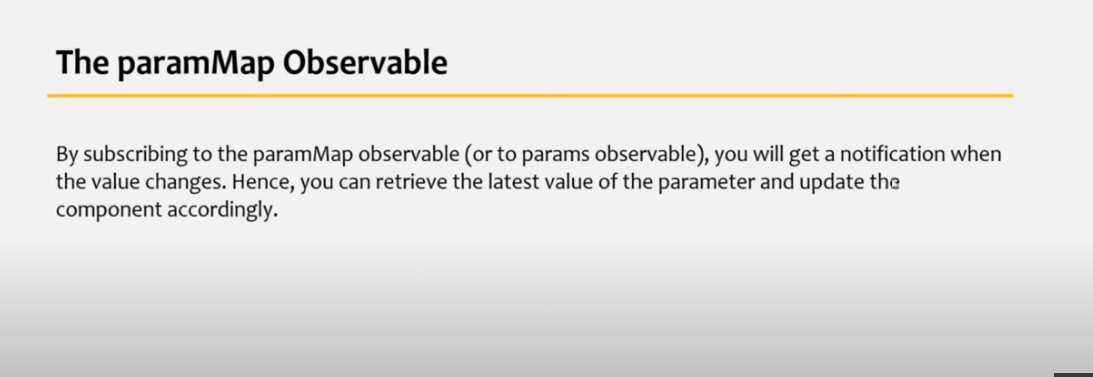 The paramMap Observable
By subscribing to the paramMap observable (or to params observable), you will get a notification when
the value changes. Hence, you can retrieve the latest value of the parameter and update the
component accordingly.